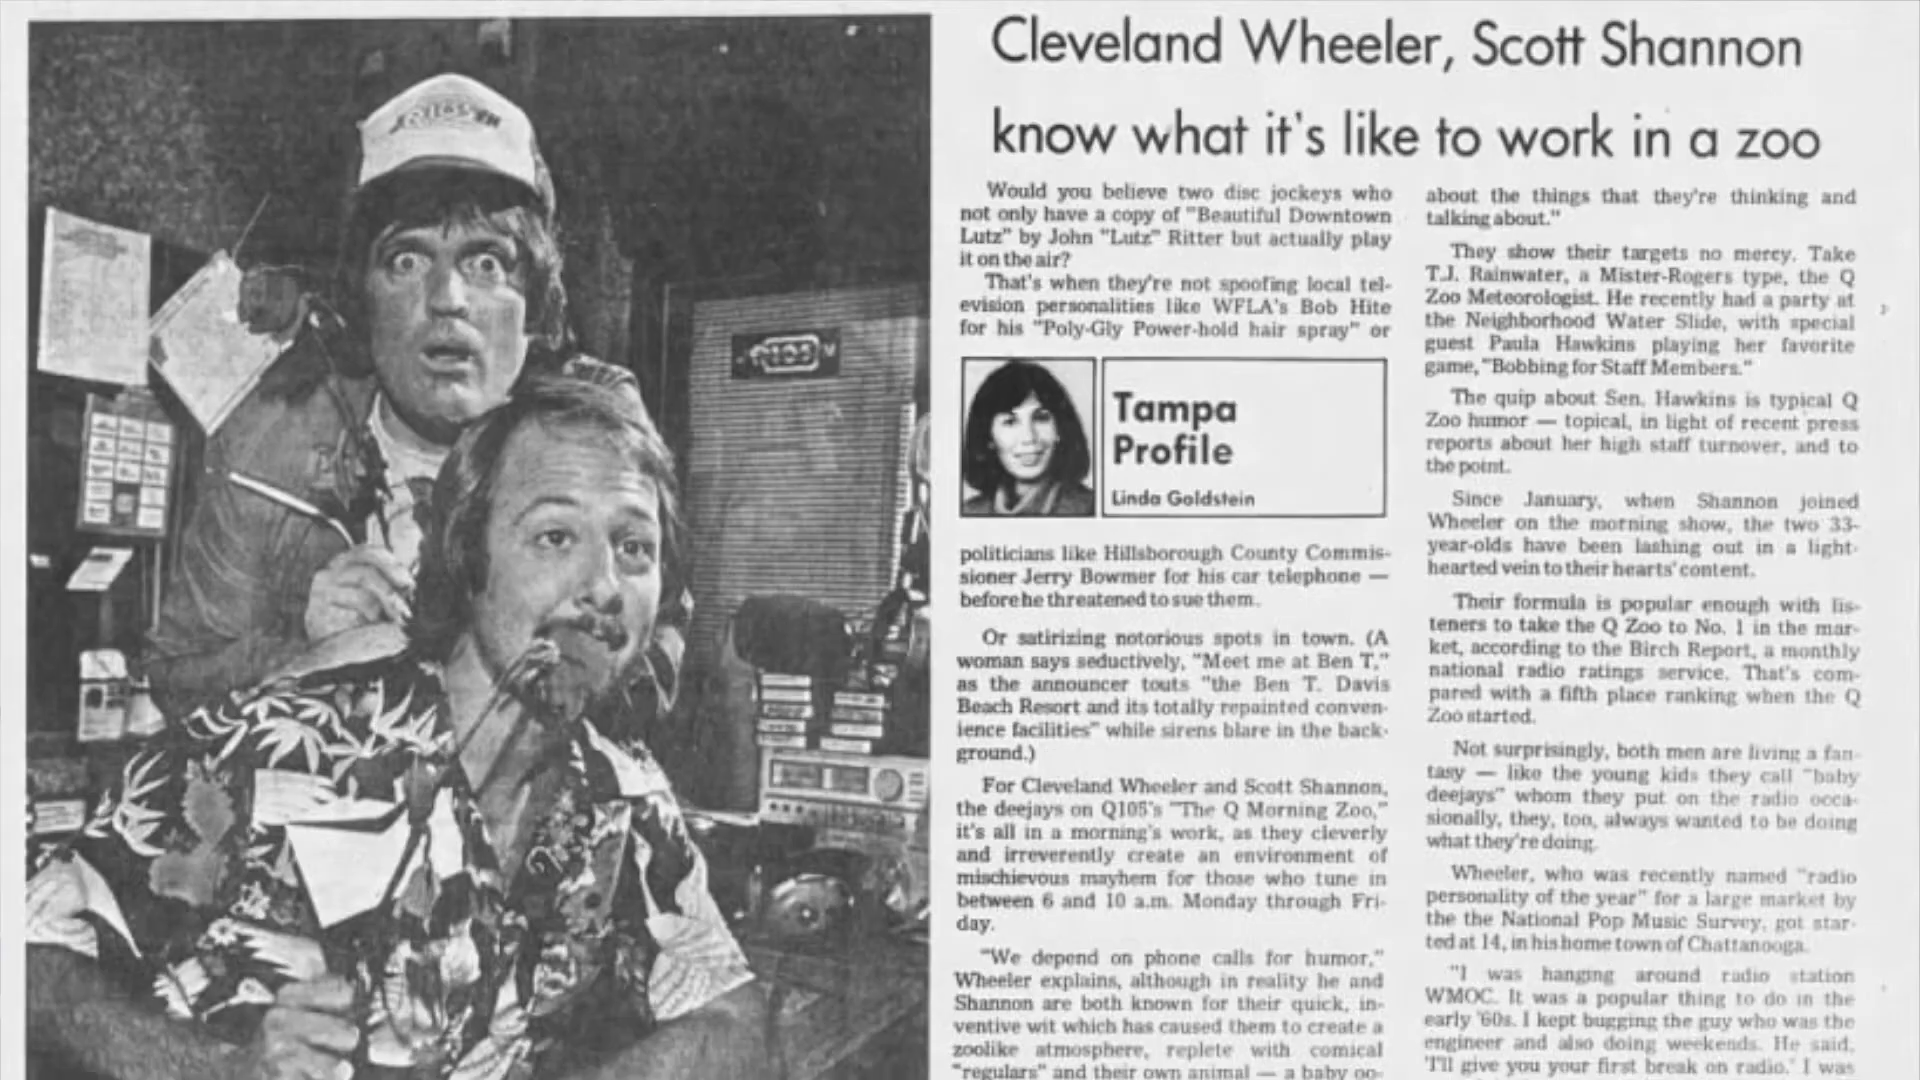 Cleveland Wheeler, Scott Shannon
know what it's like to work in a zoo
Would you believe two disc jockeys who
not only have a copy of "Beautiful Downtown
Lutz" by John "Lutz" Ritter but actually play
it on the air?
That's when they're not spoofing local tel-
evision personalities like WFLA's Bob Hite
for his "Poly-Gly Power-hold hair spray" or
Tampa
Profile
Linda Goldstein
politicians like Hillsborough County Commis-
sioner Jerry Bowmer for his car telephone —
before he threatened to sue them.
Or satirizing notorious spots in town. (A
woman says seductively, "Meet me at Ben T."
as the announcer touts "the Ben T. Davis
Beach Resort and its totally repainted conven-
ience facilities" while sirens blare in the back-
ground.)
For Cleveland Wheeler and Scott Shannon,
the deejays on Q105's "The Q Morning Zoo,"
it's all in a morning's work, as they cleverly
and irreverently create an environment of
mischievous mayhem for those who tune in
between 6 and 10 a.m. Monday through Fri-
day.
"We depend on phone calls for humor,"
Wheeler explains, although in reality he and
Shannon are both known for their quick, in-
ventive wit which has caused them to create a
zoolike atmosphere, replete with comical
"regulars" and their own animal — a baby oo-
about the things that they're thinking and
talking about."
They show their targets no mercy. Take
T.J. Rainwater, a Mister-Rogers type, the Q
Zoo Meteorologist. He recently had a party at
the Neighborhood Water Slide, with special
guest Paula Hawkins playing her favorite
game, "Bobbing for Staff Members."
The quip about Sen. Hawkins is typical Q
Zoo humor — topical, in light of recent press
reports about her high staff turnover, and to
the point.
Since January, when Shannon joined
Wheeler on the morning show, the two 33-
year-olds have been lashing out in a light-
hearted vein to their hearts' content.
Their formula is popular enough with lis-
teners to take the Q Zoo to No. 1 in the mar-
ket, according to the Birch Report, a monthly
national radio ratings service. That's com-
pared with a fifth place ranking when the Q
Zoo started.
Not surprisingly, both men are living a fan-
tasy — like the young kids they call "baby
deejays" whom they put on the radio occa-
sionally, they, too, always wanted to be doing
what they're doing.
Wheeler, who was recently named "radio
personality of the year" for a large market by
the the National Pop Music Survey, got star-
ted at 14, in his home town of Chattanooga.
"I was hanging around radio station
WMOC. It was a popular thing to do in the
early '60s. I kept bugging the guy who was the
engineer and also doing weekends. He said,
'I'll give you your first break on radio.' I was